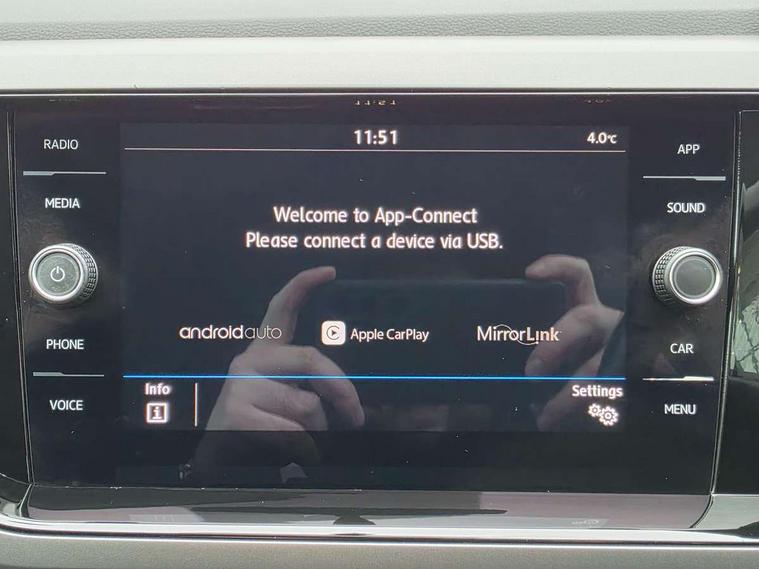 11:51 4.0°C
RADIO
MEDIA
PHONE
VOICE
Welcome to App-Connect
Please connect a device via USB.
androidauto Apple CarPlay MirrorLink
Info Settings
i
APP
SOUND
CAR
MENU